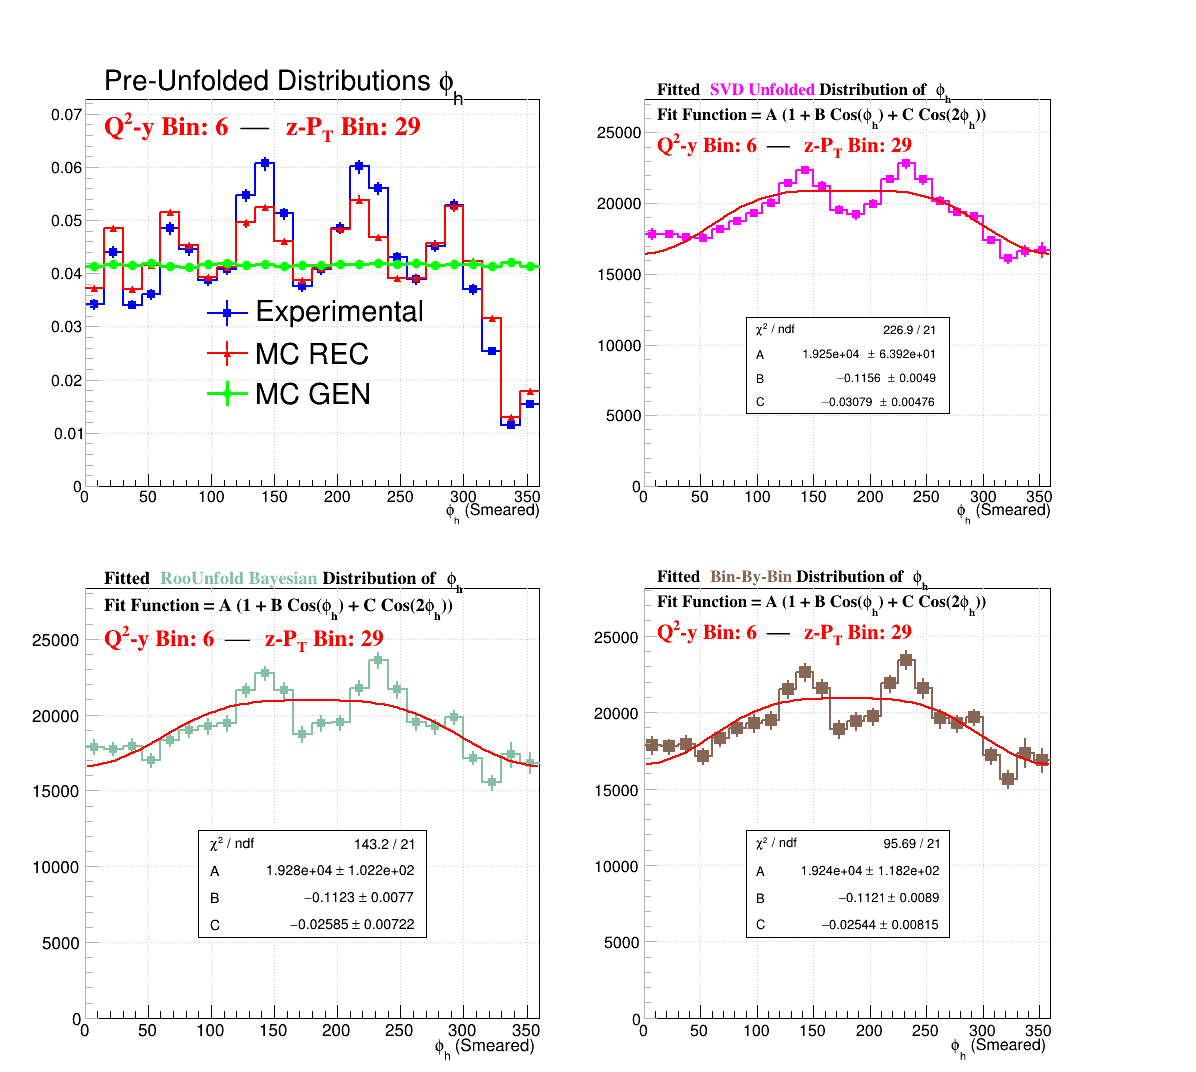 Pre-Unfolded Distributions ϕh
Q²-y Bin: 6 — z-PT Bin: 29
0.07
0.06
0.05
0.04
0.03
0.02
0.01
0
Experimental
MC REC
MC GEN
0 50 100 150 200 250 300 350
ϕh (Smeared)
Fitted SVD Unfolded Distribution of ϕh
Fit Function = A (1 + B Cos(ϕh) + C Cos(2ϕh))
Q²-y Bin: 6 — z-PT Bin: 29
25000
20000
15000
10000
5000
0
χ² / ndf 226.9 / 21
A 1.925e+04 ± 6.392e+01
B −0.1156 ± 0.0049
C −0.03079 ± 0.00476
0 50 100 150 200 250 300 350
ϕh (Smeared)
Fitted RooUnfold Bayesian Distribution of ϕh
Fit Function = A (1 + B Cos(ϕh) + C Cos(2ϕh))
Q²-y Bin: 6 — z-PT Bin: 29
25000
20000
15000
10000
5000
0
χ² / ndf 143.2 / 21
A 1.928e+04 ± 1.022e+02
B −0.1123 ± 0.0077
C −0.02585 ± 0.00722
0 50 100 150 200 250 300 350
ϕh (Smeared)
Fitted Bin-By-Bin Distribution of ϕh
Fit Function = A (1 + B Cos(ϕh) + C Cos(2ϕh))
Q²-y Bin: 6 — z-PT Bin: 29
25000
20000
15000
10000
5000
0
χ² / ndf 95.69 / 21
A 1.924e+04 ± 1.182e+02
B −0.1121 ± 0.0089
C −0.02544 ± 0.00815
0 50 100 150 200 250 300 350
ϕh (Smeared)